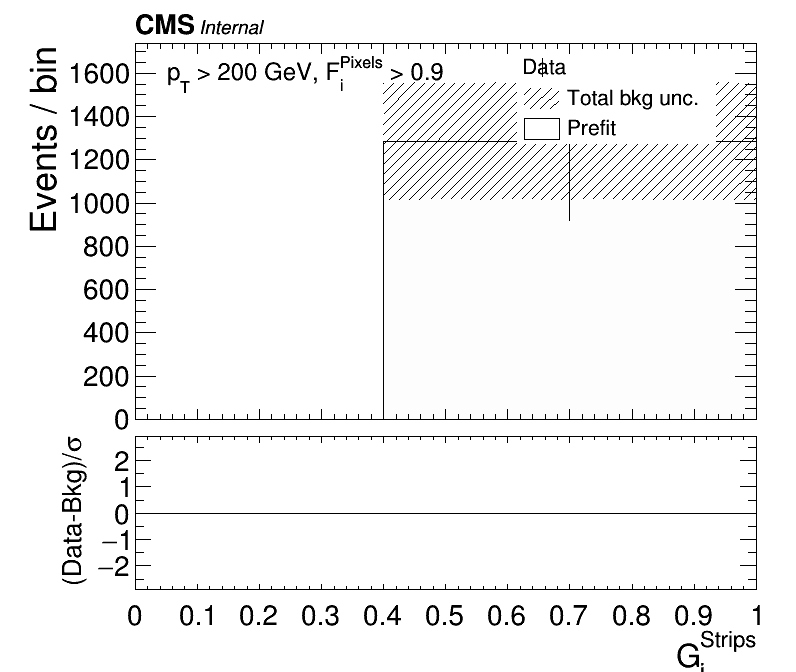 CMS Internal
Events / bin
1600
1400
1200
1000
800
600
400
200
0
p_T > 200 GeV, F_i^Pixels > 0.9
Data
Total bkg unc.
Prefit
(Data-Bkg)/σ
2
1
0
−1
−2
0 0.1 0.2 0.3 0.4 0.5 0.6 0.7 0.8 0.9 1
G_i^Strips